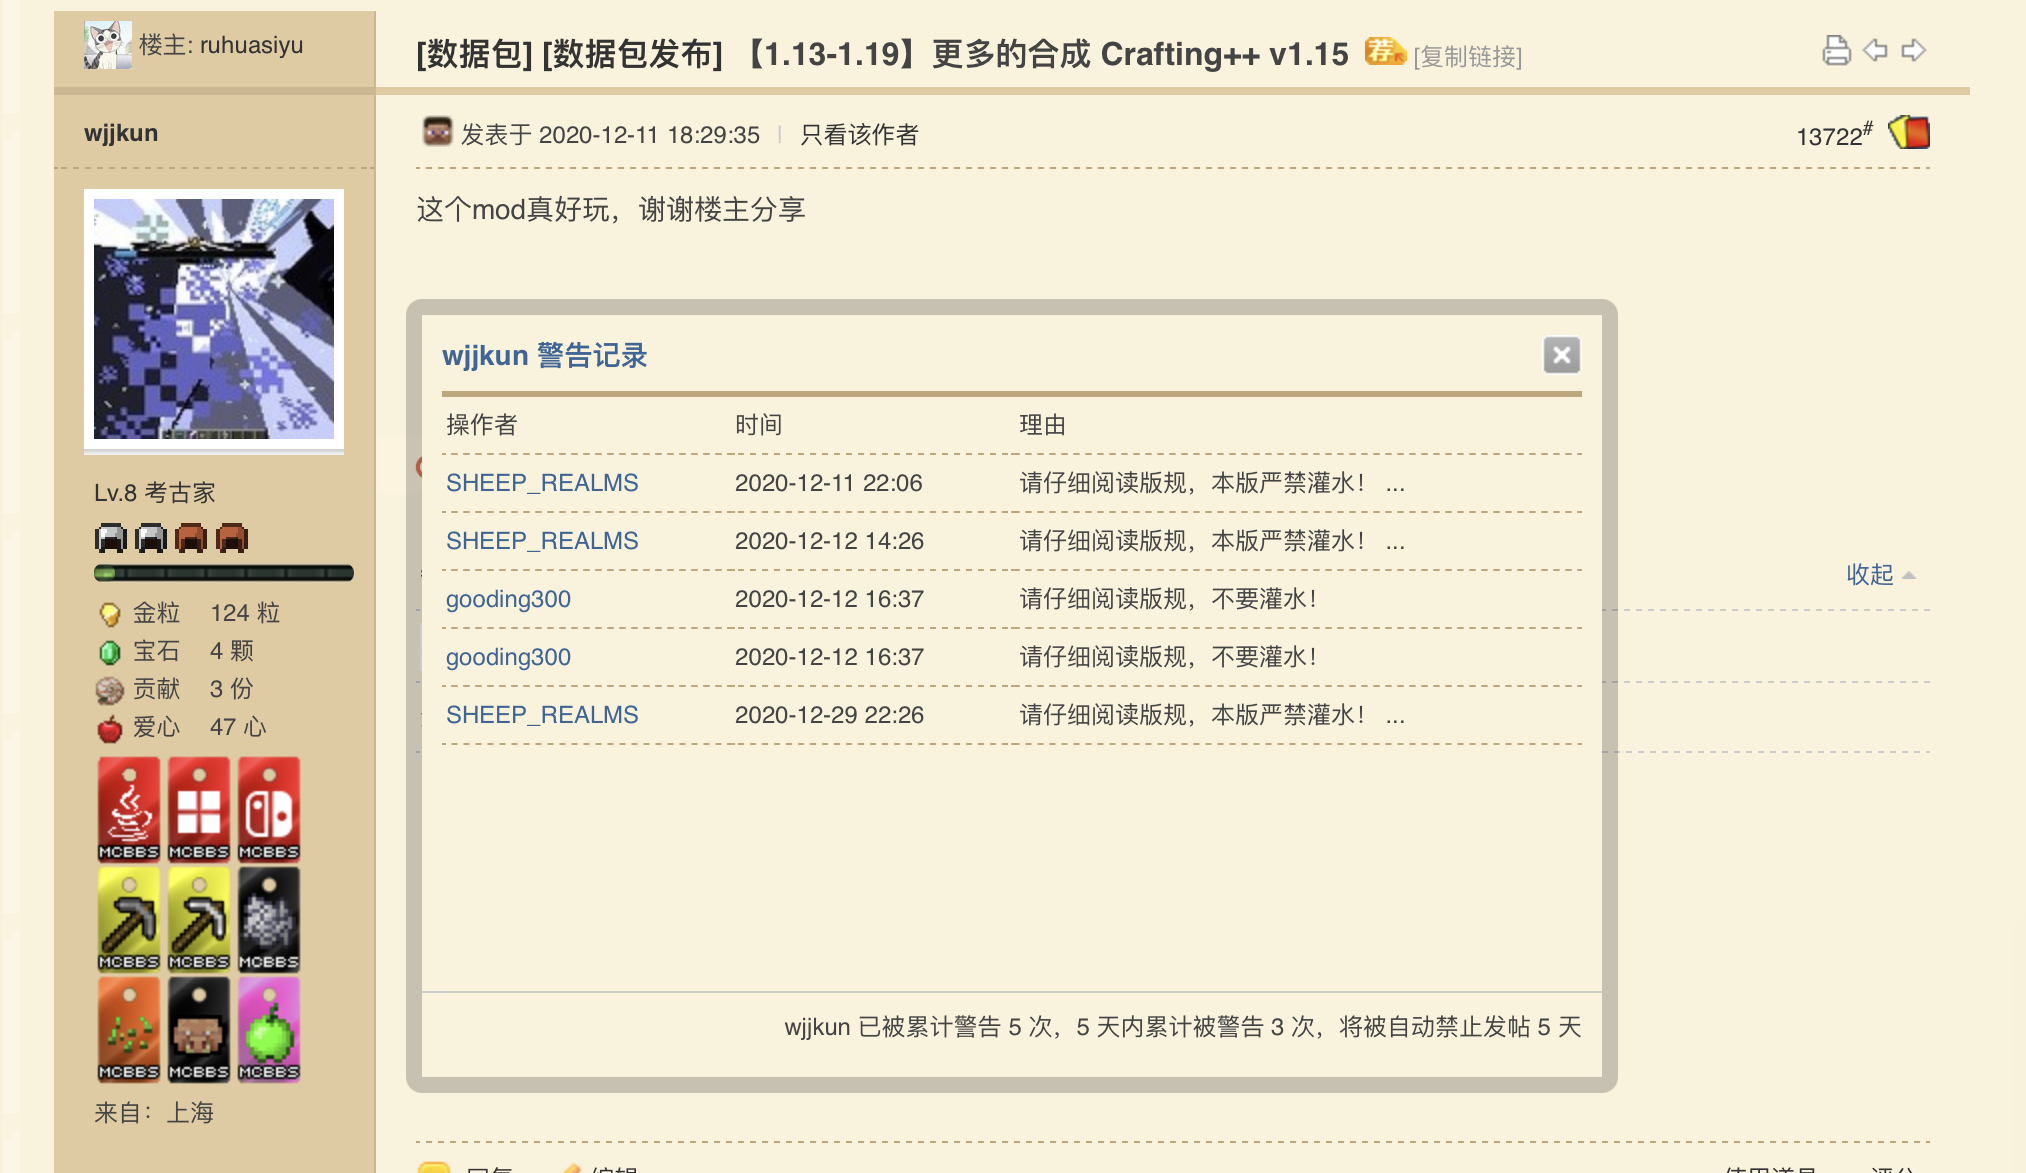 楼主: ruhuasiyu
[数据包] [数据包发布] 【1.13-1.19】更多的合成 Crafting++ v1.15 荐 [复制链接]
wjjkun
发表于 2020-12-11 18:29:35 | 只看该作者
13722#
这个mod真好玩，谢谢楼主分享
wjjkun 警告记录
操作者 时间 理由
SHEEP_REALMS 2020-12-11 22:06 请仔细阅读版规，本版严禁灌水！ ...
SHEEP_REALMS 2020-12-12 14:26 请仔细阅读版规，本版严禁灌水！ ...
gooding300 2020-12-12 16:37 请仔细阅读版规，不要灌水！
gooding300 2020-12-12 16:37 请仔细阅读版规，不要灌水！
SHEEP_REALMS 2020-12-29 22:26 请仔细阅读版规，本版严禁灌水！ ...
wjjkun 已被累计警告 5 次，5 天内累计被警告 3 次，将被自动禁止发帖 5 天
收起
Lv.8 考古家
金粒 124 粒
宝石 4 颗
贡献 3 份
爱心 47 心
MCBBS MCBBS MCBBS
MCBBS MCBBS MCBBS
MCBBS MCBBS MCBBS
来自：上海
回复 编辑
使用道具 评分